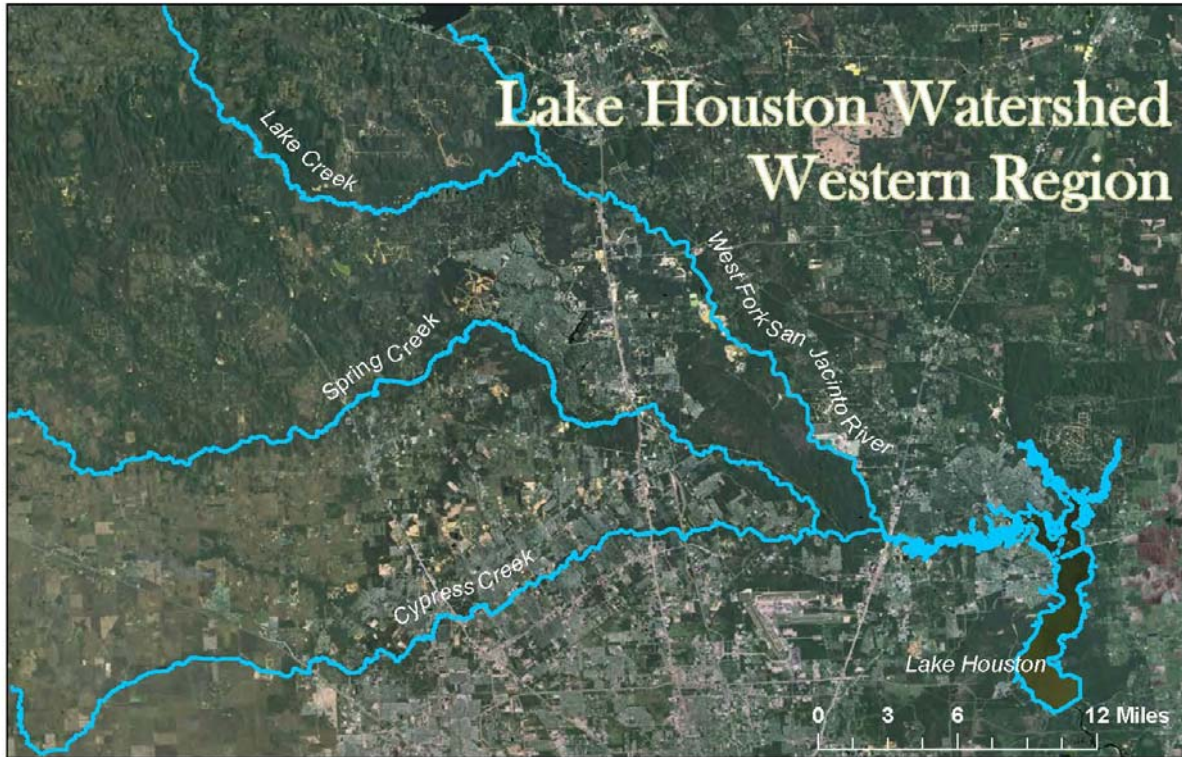 Lake Houston Watershed
Western Region
Lake Creek
West Fork San Jacinto River
Spring Creek
Cypress Creek
Lake Houston
0 3 6 12 Miles